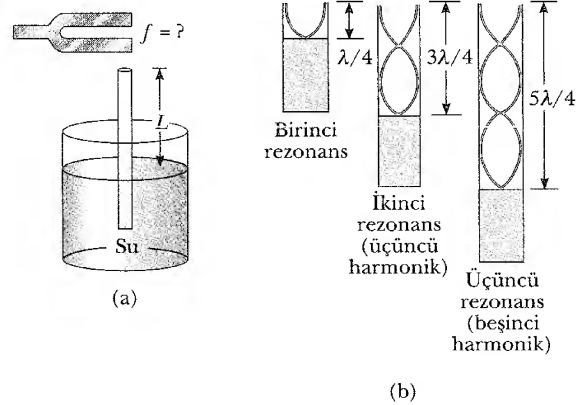 f = ?
L
Su
(a)
λ/4
Birinci
rezonans
3λ/4
İkinci
rezonans
(üçüncü
harmonik)
5λ/4
Üçüncü
rezonans
(beşinci
harmonik)
(b)